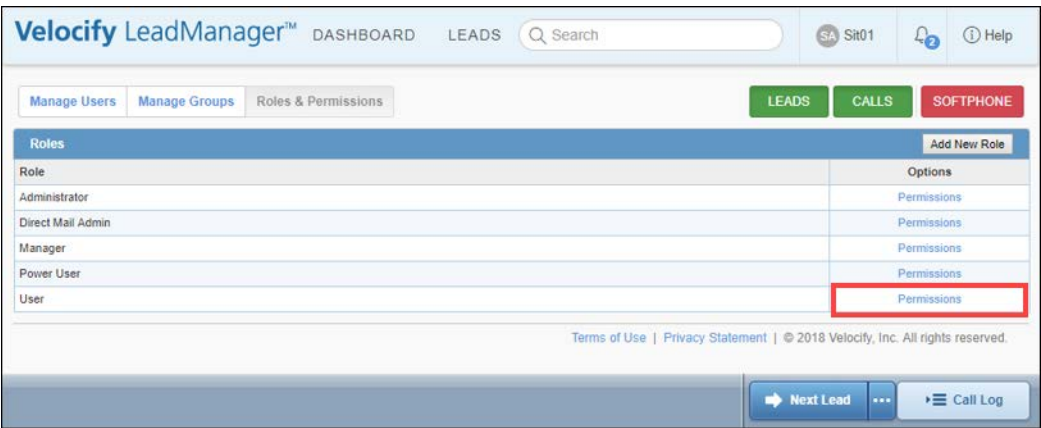 Velocify LeadManager™ DASHBOARD LEADS Search SA Sit01 2 Help
Manage Users Manage Groups Roles & Permissions LEADS CALLS SOFTPHONE
Roles Add New Role
Role Options
Administrator Permissions
Direct Mail Admin Permissions
Manager Permissions
Power User Permissions
User Permissions
Terms of Use | Privacy Statement | © 2018 Velocify, Inc. All rights reserved.
Next Lead ... Call Log